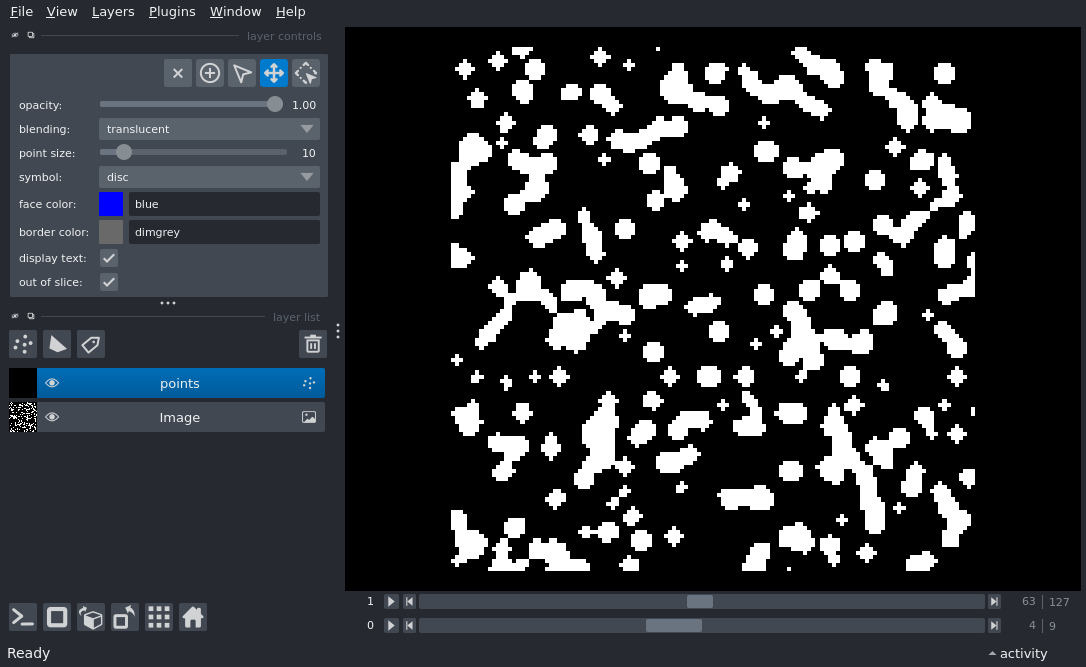 File View Layers Plugins Window Help
layer controls
opacity: 1.00
blending: translucent
point size: 10
symbol: disc
face color: blue
border color: dimgrey
display text:
out of slice:
layer list
points
Image
1 63 127
0 4 9
Ready activity